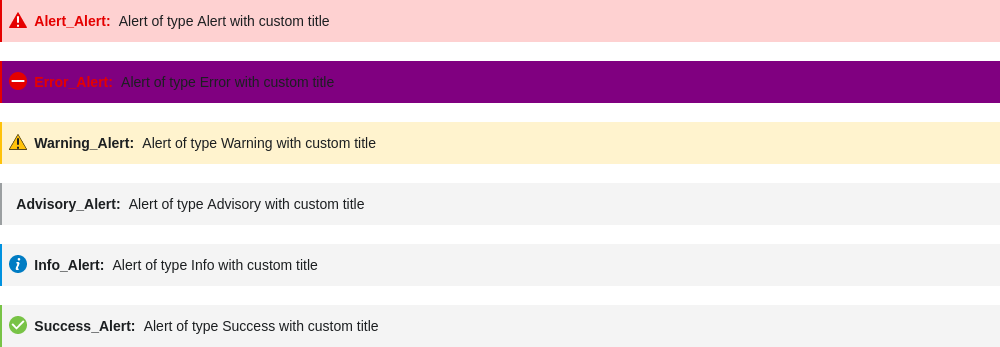 Alert_Alert: Alert of type Alert with custom title
Error_Alert: Alert of type Error with custom title
Warning_Alert: Alert of type Warning with custom title
Advisory_Alert: Alert of type Advisory with custom title
Info_Alert: Alert of type Info with custom title
Success_Alert: Alert of type Success with custom title